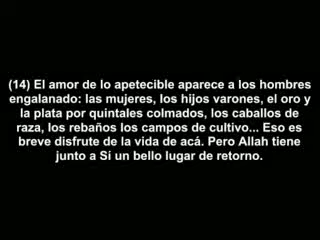 (14) El amor de lo apetecible aparece a los hombres
engalanado: las mujeres, los hijos varones, el oro y
la plata por quintales colmados, los caballos de
raza, los rebaños los campos de cultivo... Eso es
breve disfrute de la vida de acá. Pero Allah tiene
junto a Sí un bello lugar de retorno.